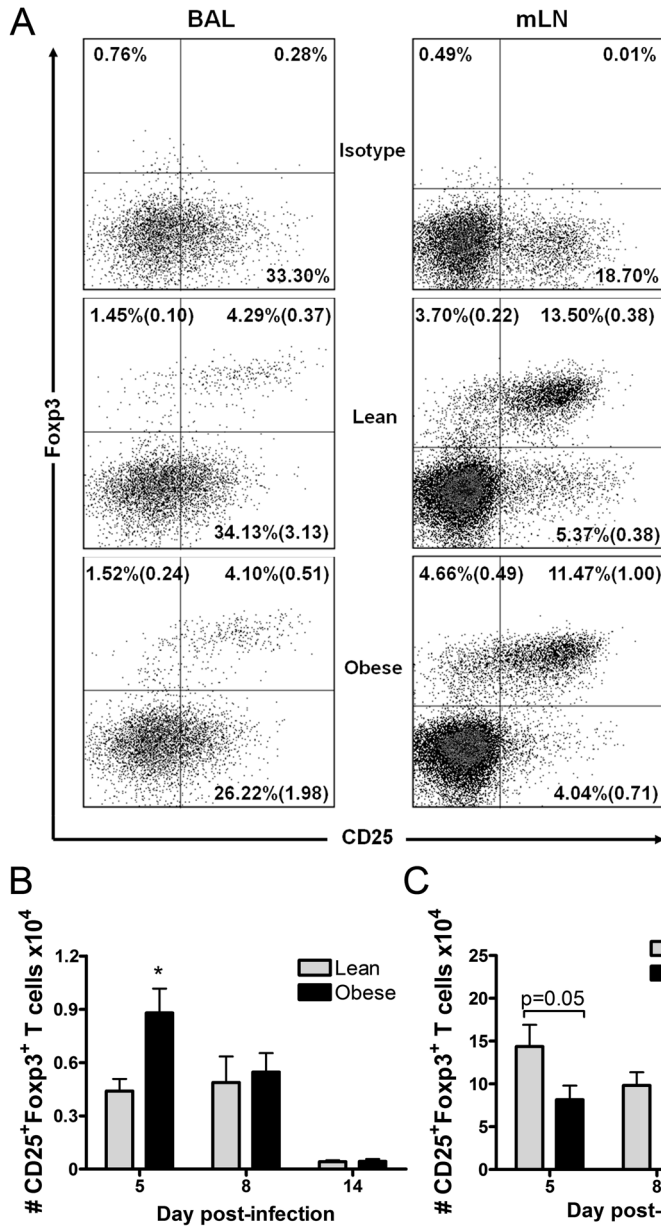 A
BAL
mLN
0.76%
0.28%
0.49%
0.01%
Isotype
33.30%
18.70%
1.45%(0.10)
4.29%(0.37)
3.70%(0.22)
13.50%(0.38)
Foxp3
Lean
34.13%(3.13)
5.37%(0.38)
1.52%(0.24)
4.10%(0.51)
4.66%(0.49)
11.47%(1.00)
Obese
26.22%(1.98)
4.04%(0.71)
CD25
B
# CD25⁺Foxp3⁺ T cells x10⁴
1.2
0.9
0.6
0.3
0
*
Lean
Obese
5
8
14
Day post-infection
C
# CD25⁺Foxp3⁺ T cells x10⁴
25
20
15
10
5
0
p=0.05
5
8
Day post-